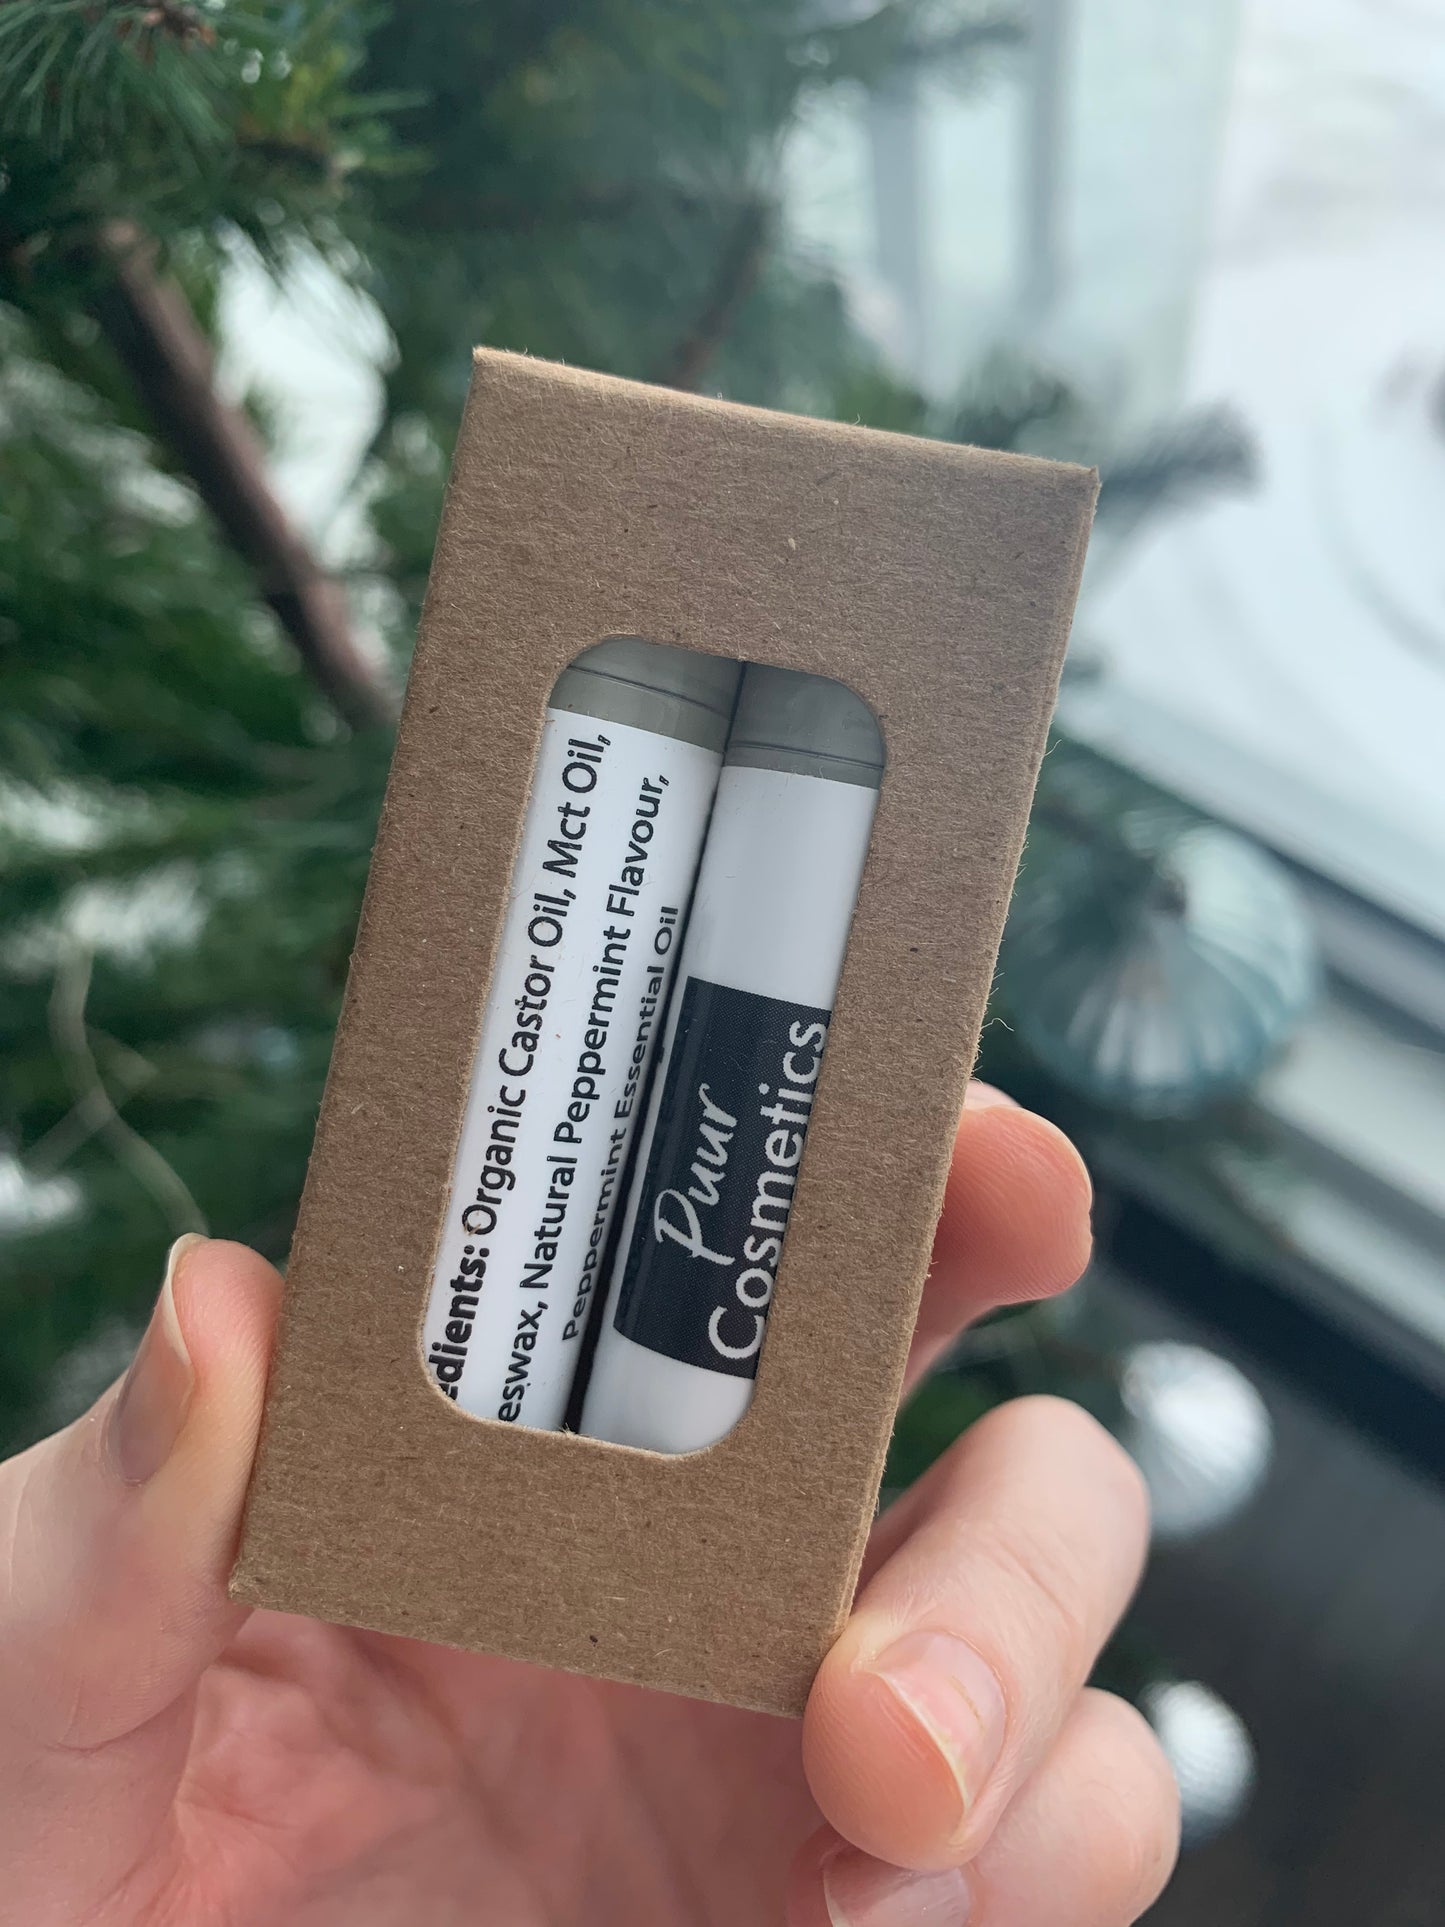 edients: Organic Castor Oil, Mct Oil,
eswax, Natural Peppermint Flavour,
Peppermint Essential Oil
Puur
Cosmetics